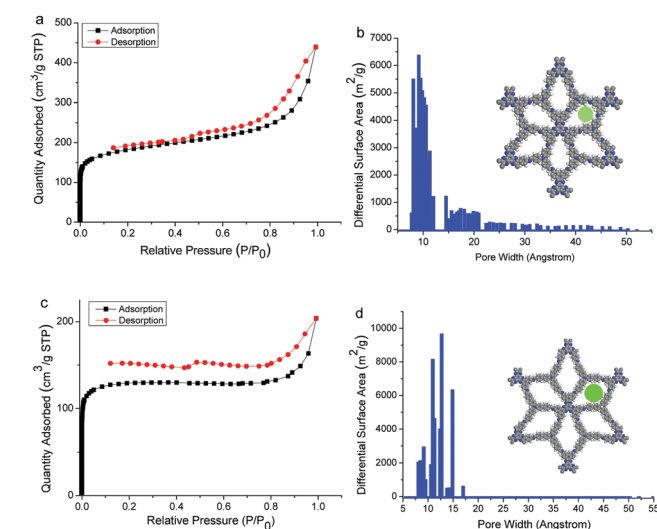 a
Adsorption
Desorption
500
400
300
200
100
0
0.0 0.2 0.4 0.6 0.8 1.0
Quantity Adsorbed (cm³/g STP)
Relative Pressure (P/P₀)
b
7000
6000
5000
4000
3000
2000
1000
0
10 20 30 40 50
Differential Surface Area (m²/g)
Pore Width (Angstrom)
c
Adsorption
Desorption
200
150
100
50
0
0.0 0.2 0.4 0.6 0.8 1.0
Quantity Adsorbed (cm³/g STP)
Relative Pressure (P/P₀)
d
10000
8000
6000
4000
2000
0
5 10 15 20 25 30 35 40 45 50 55
Differential Surface Area (m²/g)
Pore Width (Angstrom)